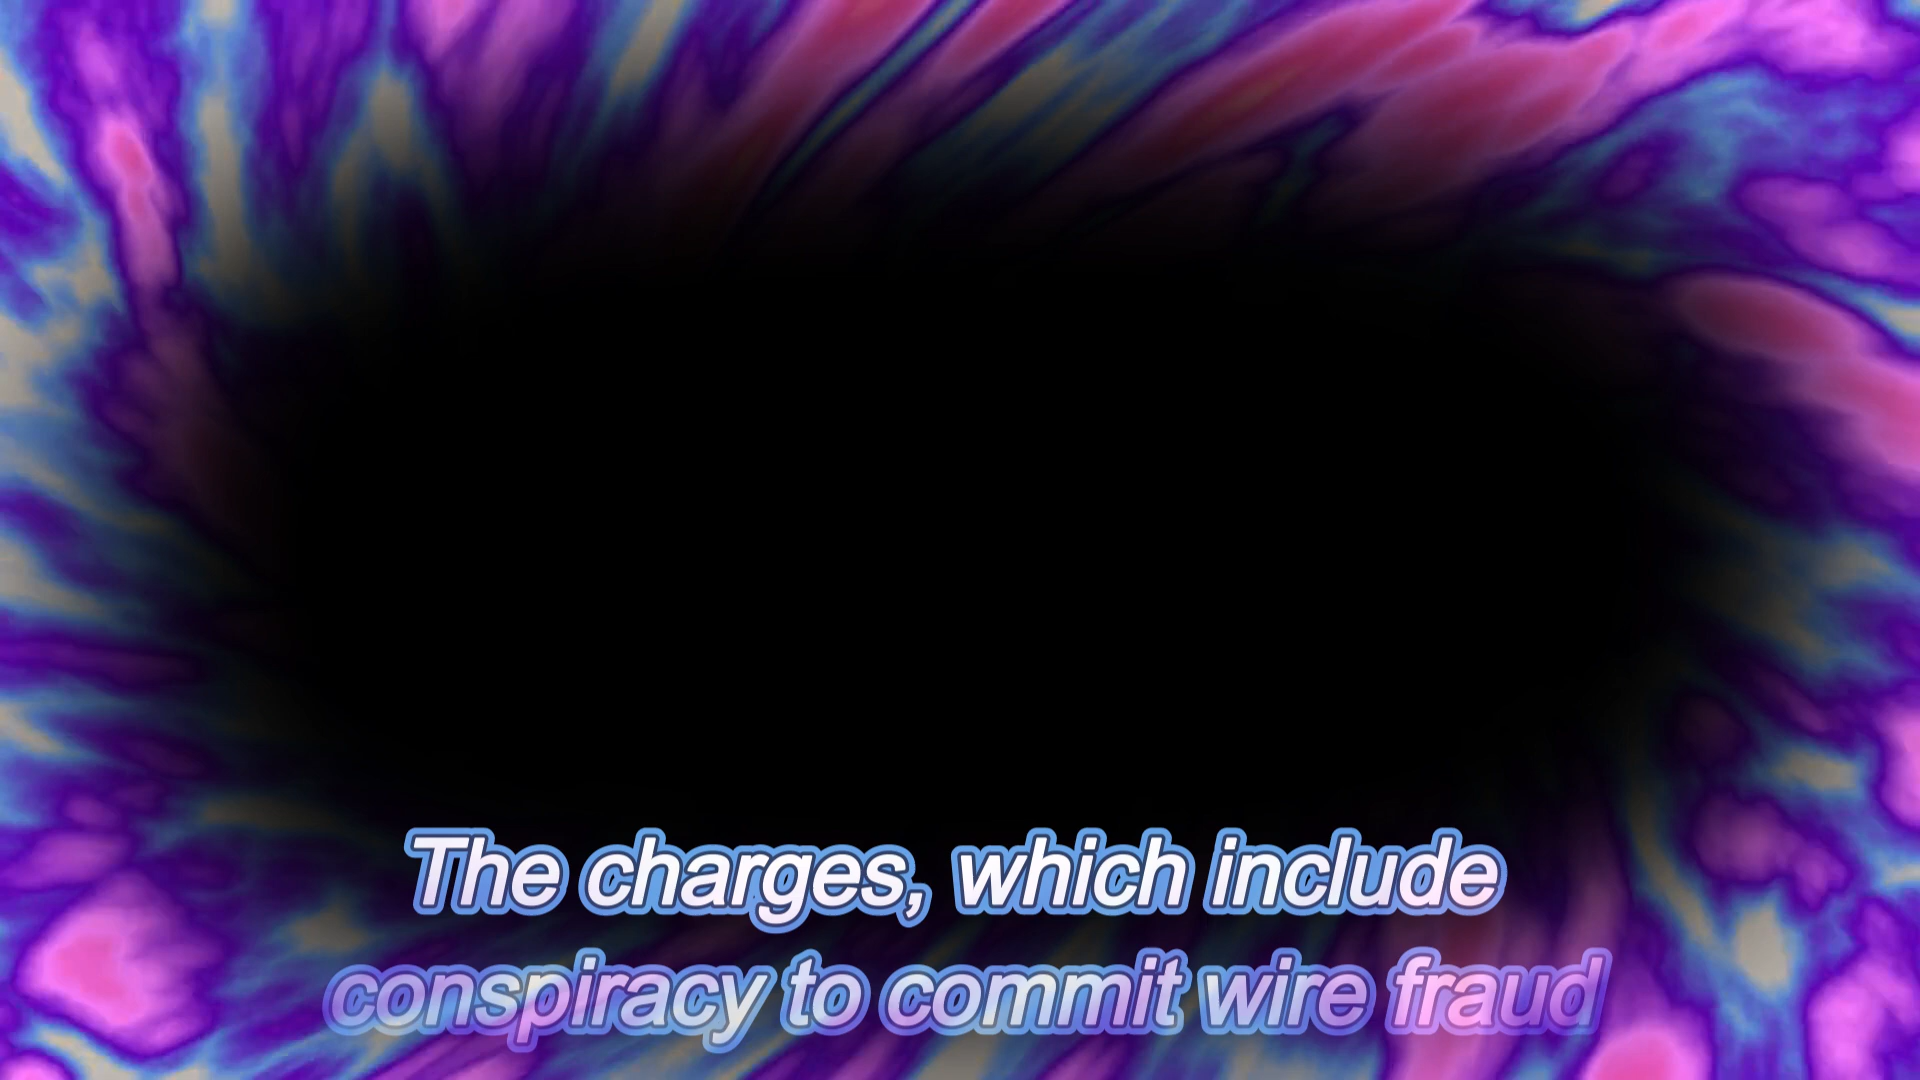 The charges, which include
conspiracy to commit wire fraud